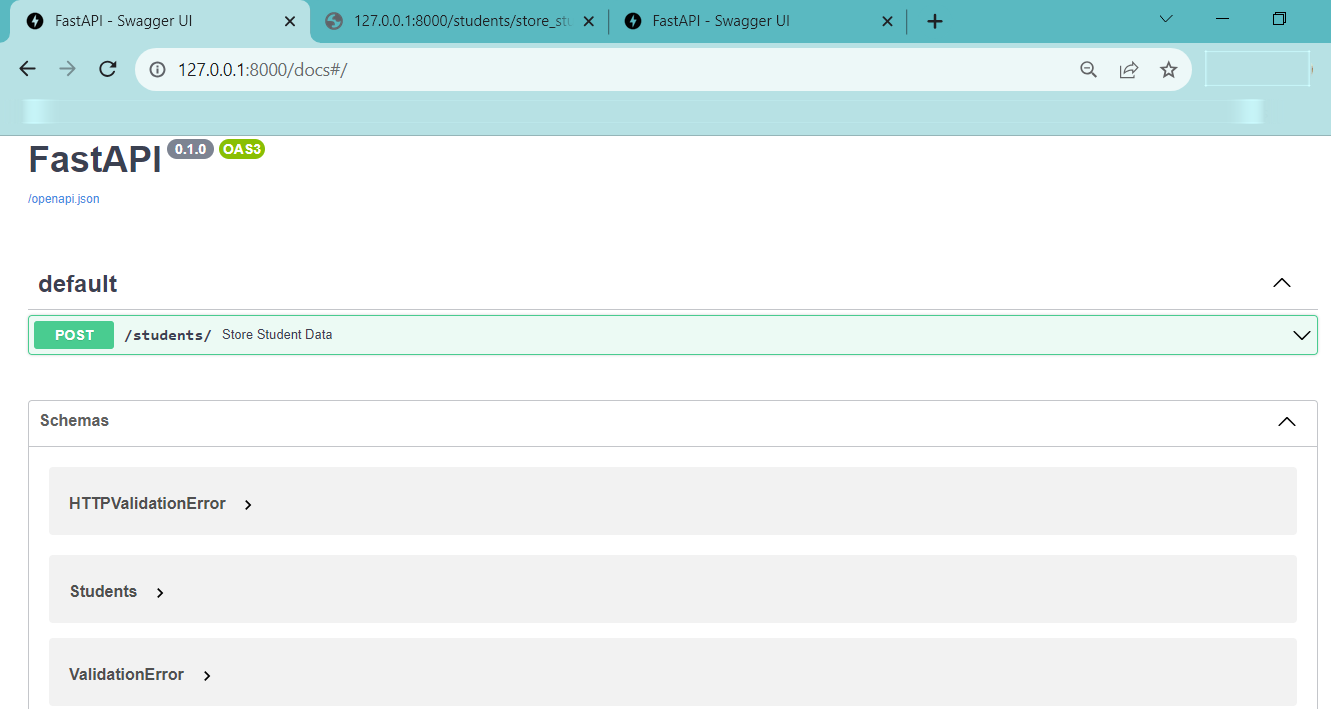 FastAPI - Swagger UI
127.0.0.1:8000/students/store_stu
FastAPI - Swagger UI
127.0.0.1:8000/docs#/
FastAPI 0.1.0 OAS3
/openapi.json
default
POST /students/ Store Student Data
Schemas
HTTPValidationError
Students
ValidationError